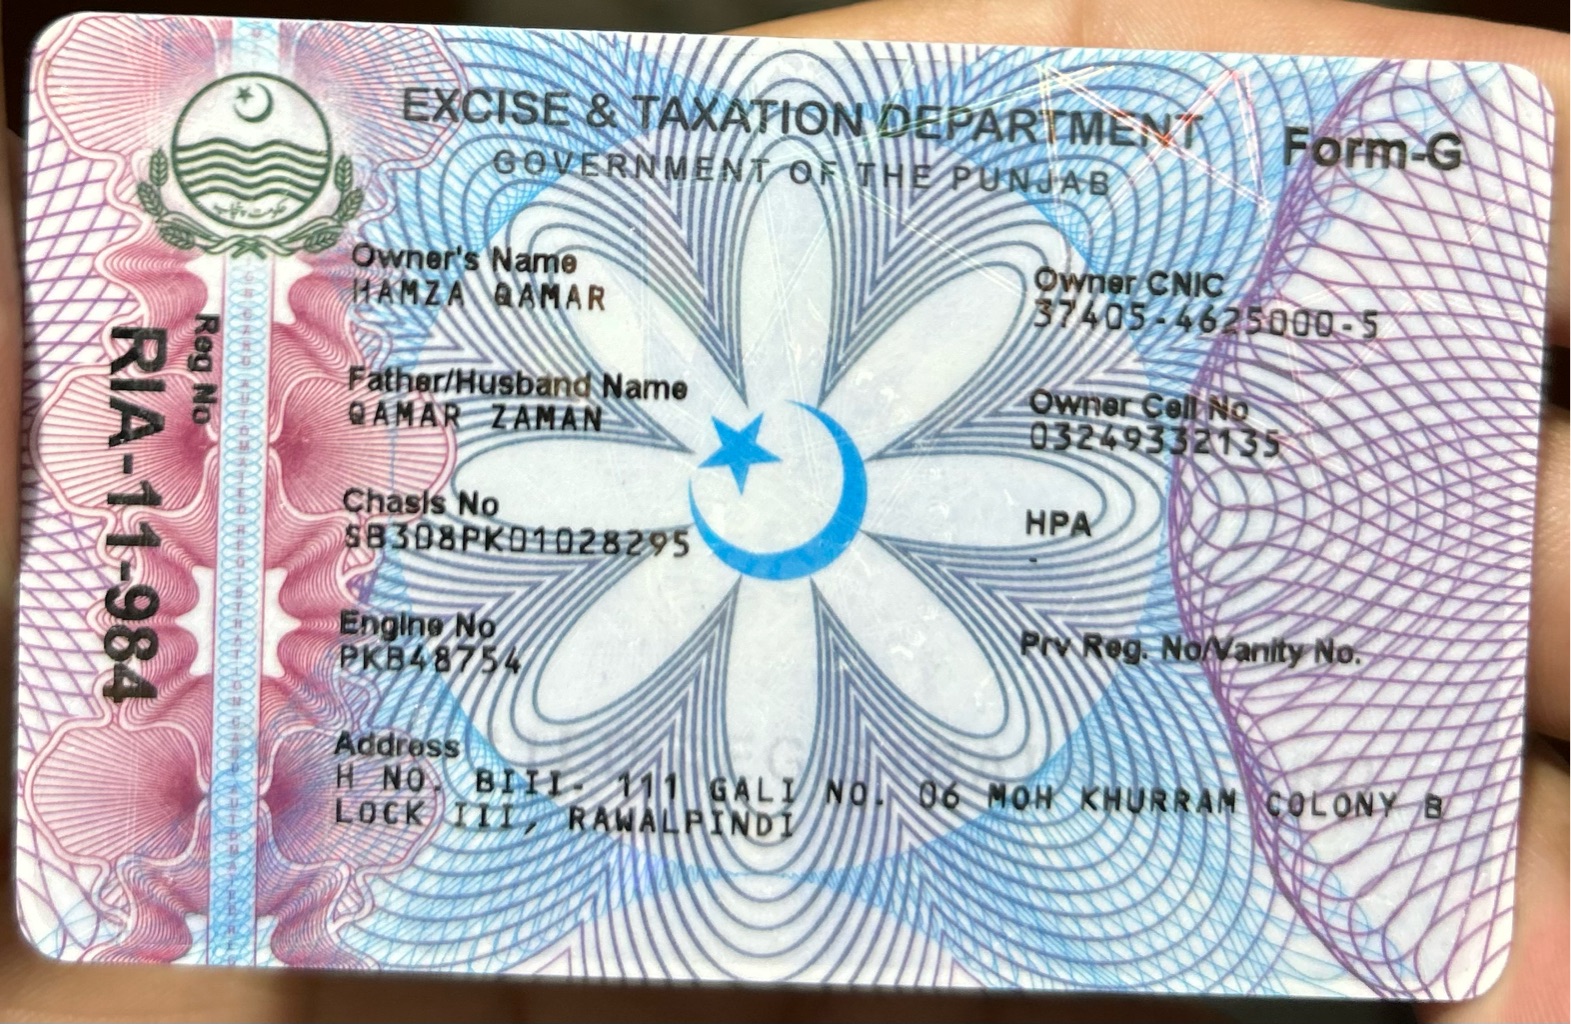 EXCISE & TAXATION DEPARTMENT
GOVERNMENT OF THE PUNJAB
Form-G
حکومت پنجاب
Reg No
RIA-11-984
Owner's Name
HAMZA QAMAR
Owner CNIC
37405-4625000-5
Father/Husband Name
QAMAR ZAMAN
Owner Cell No
03249332135
Chasis No
SB308PK01028295
HPA
-
Engine No
PKB48754
Prv Reg. No/Vanity No.
Address
H NO. BIII- 111 GALI NO. 06 MOH KHURRAM COLONY B
LOCK III, RAWALPINDI